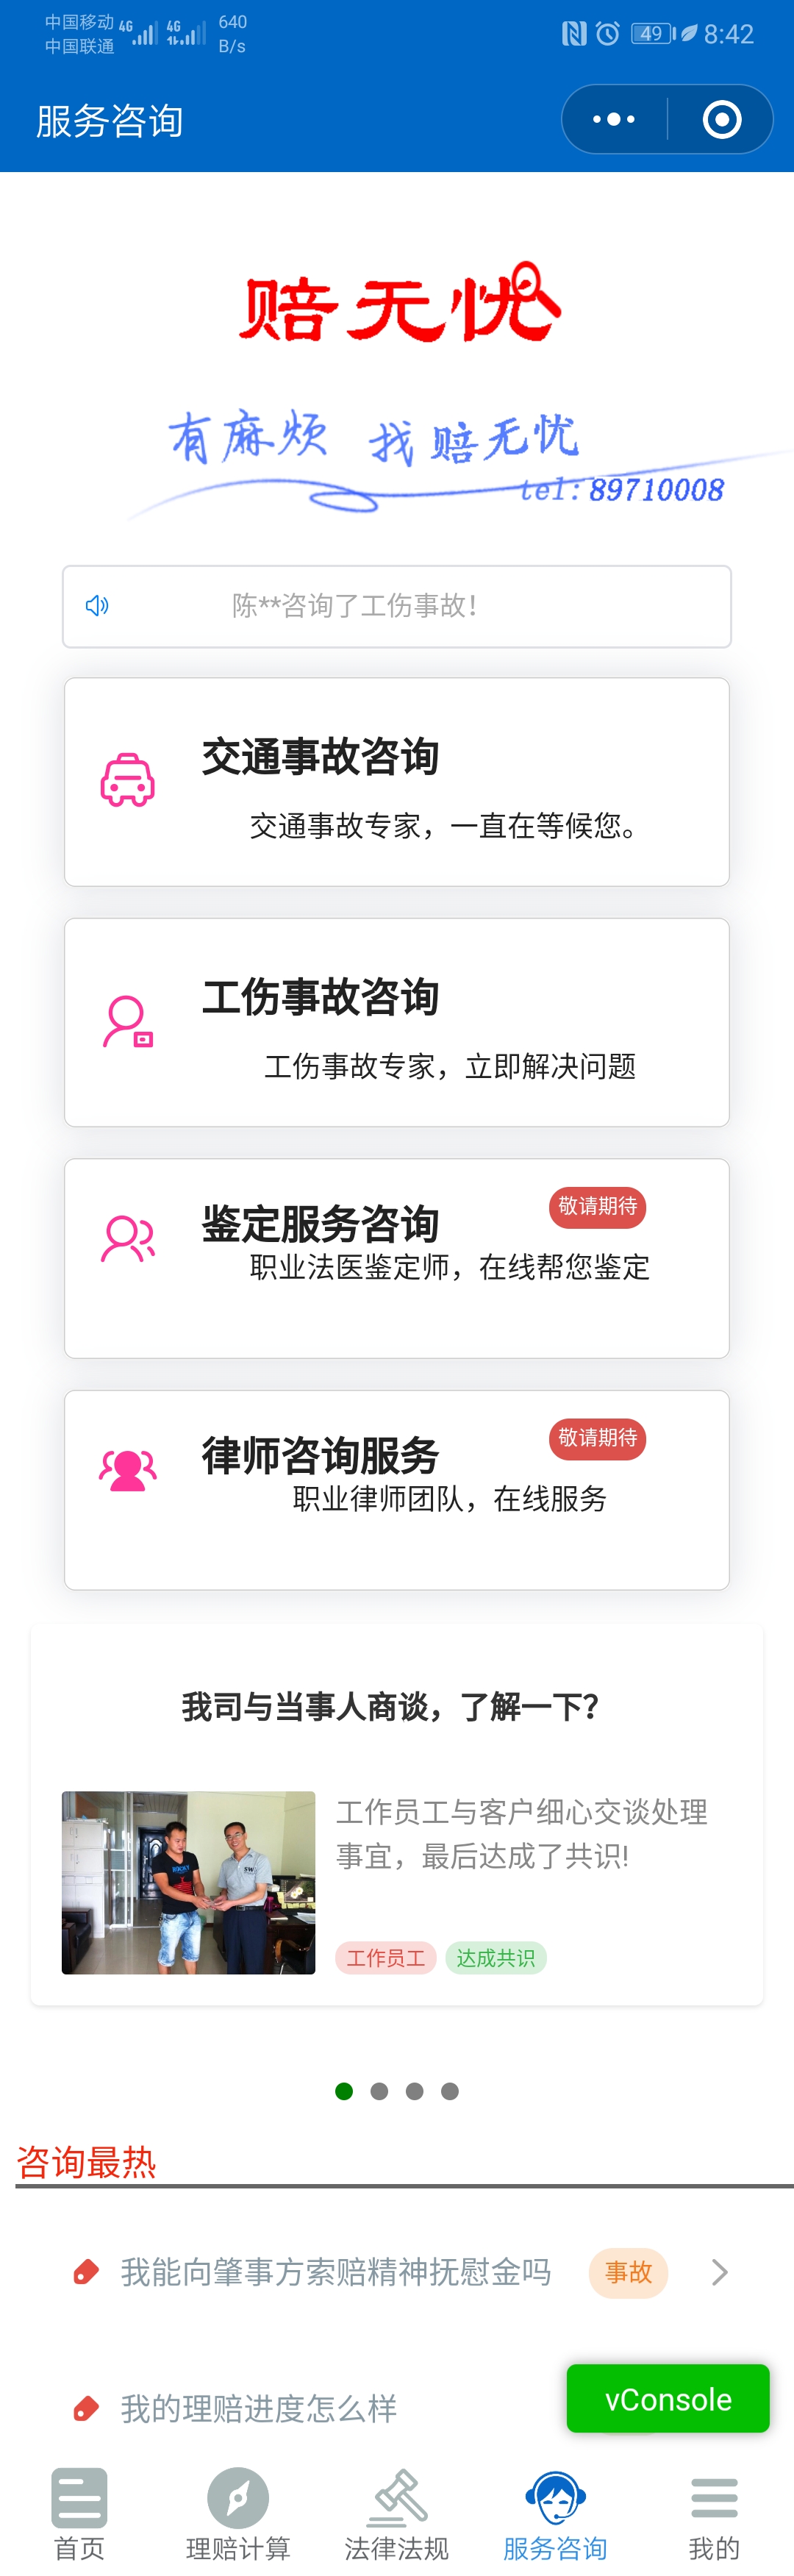 中国移动 4G 4G 640
中国联通 B/s
49 8:42
服务咨询
赔无忧
有麻烦 找赔无忧
tel: 89710008
陈**咨询了工伤事故!
交通事故咨询
交通事故专家，一直在等候您。
工伤事故咨询
工伤事故专家，立即解决问题
敬请期待
鉴定服务咨询
职业法医鉴定师，在线帮您鉴定
敬请期待
律师咨询服务
职业律师团队，在线服务
我司与当事人商谈，了解一下？
工作员工与客户细心交谈处理
事宜，最后达成了共识!
工作员工 达成共识
咨询最热
我能向肇事方索赔精神抚慰金吗 事故
我的理赔进度怎么样
vConsole
首页 理赔计算 法律法规 服务咨询 我的